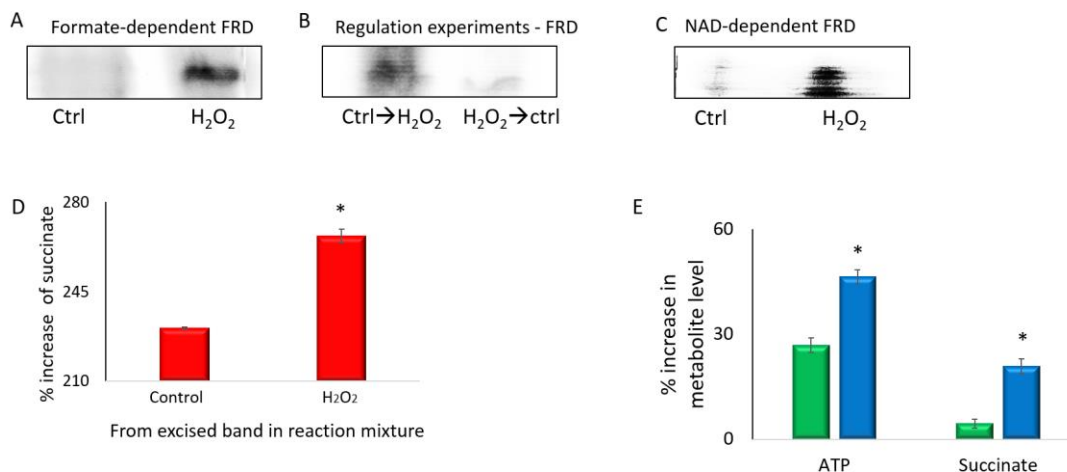 A Formate-dependent FRD
Ctrl H₂O₂
B Regulation experiments - FRD
Ctrl→H₂O₂ H₂O₂→ctrl
C NAD-dependent FRD
Ctrl H₂O₂
D
% increase of succinate
280
245
210
*
Control H₂O₂
From excised band in reaction mixture
E
% increase in
metabolite level
60
30
0
*
*
ATP Succinate